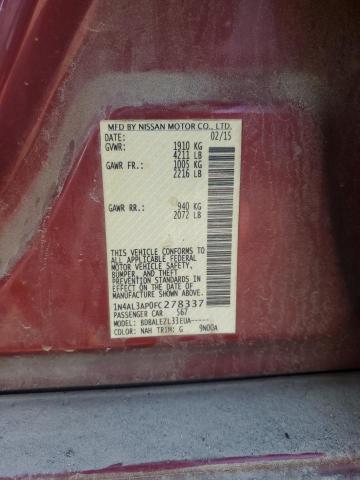 MFD BY NISSAN MOTOR CO., LTD.
DATE: 02/15
GVWR: 1910 KG
4211 LB
GAWR FR.: 1005 KG
2216 LB
GAWR RR.: 940 KG
2072 LB
THIS VEHICLE CONFORMS TO
ALL APPLICABLE FEDERAL
MOTOR VEHICLE SAFETY,
BUMPER, AND THEFT
PREVENTION STANDARDS IN
EFFECT ON THE DATE OF
MANUFACTURE SHOWN ABOVE.
1N4AL3AP0FC278337
PASSENGER CAR 567
MODEL: BDBALEZL33EUA-----
COLOR: NAH TRIM: G 9N00A